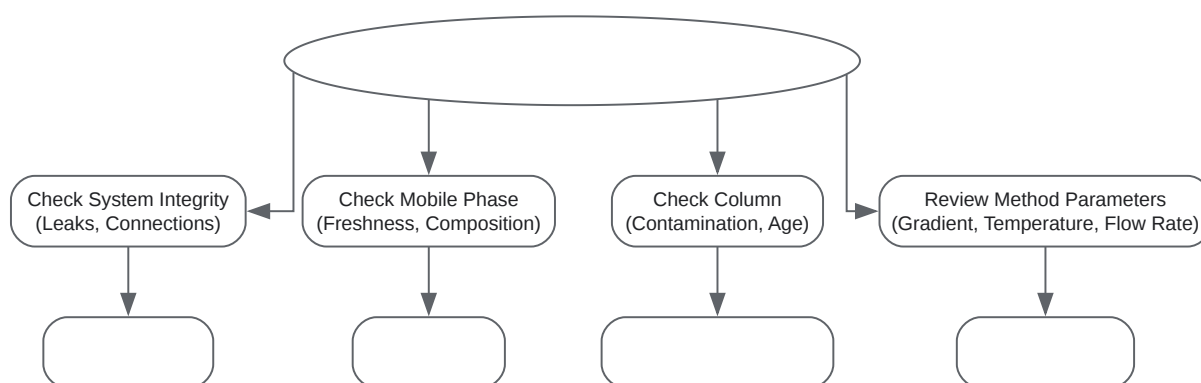 Check System Integrity
(Leaks, Connections)
Check Mobile Phase
(Freshness, Composition)
Check Column
(Contamination, Age)
Review Method Parameters
(Gradient, Temperature, Flow Rate)